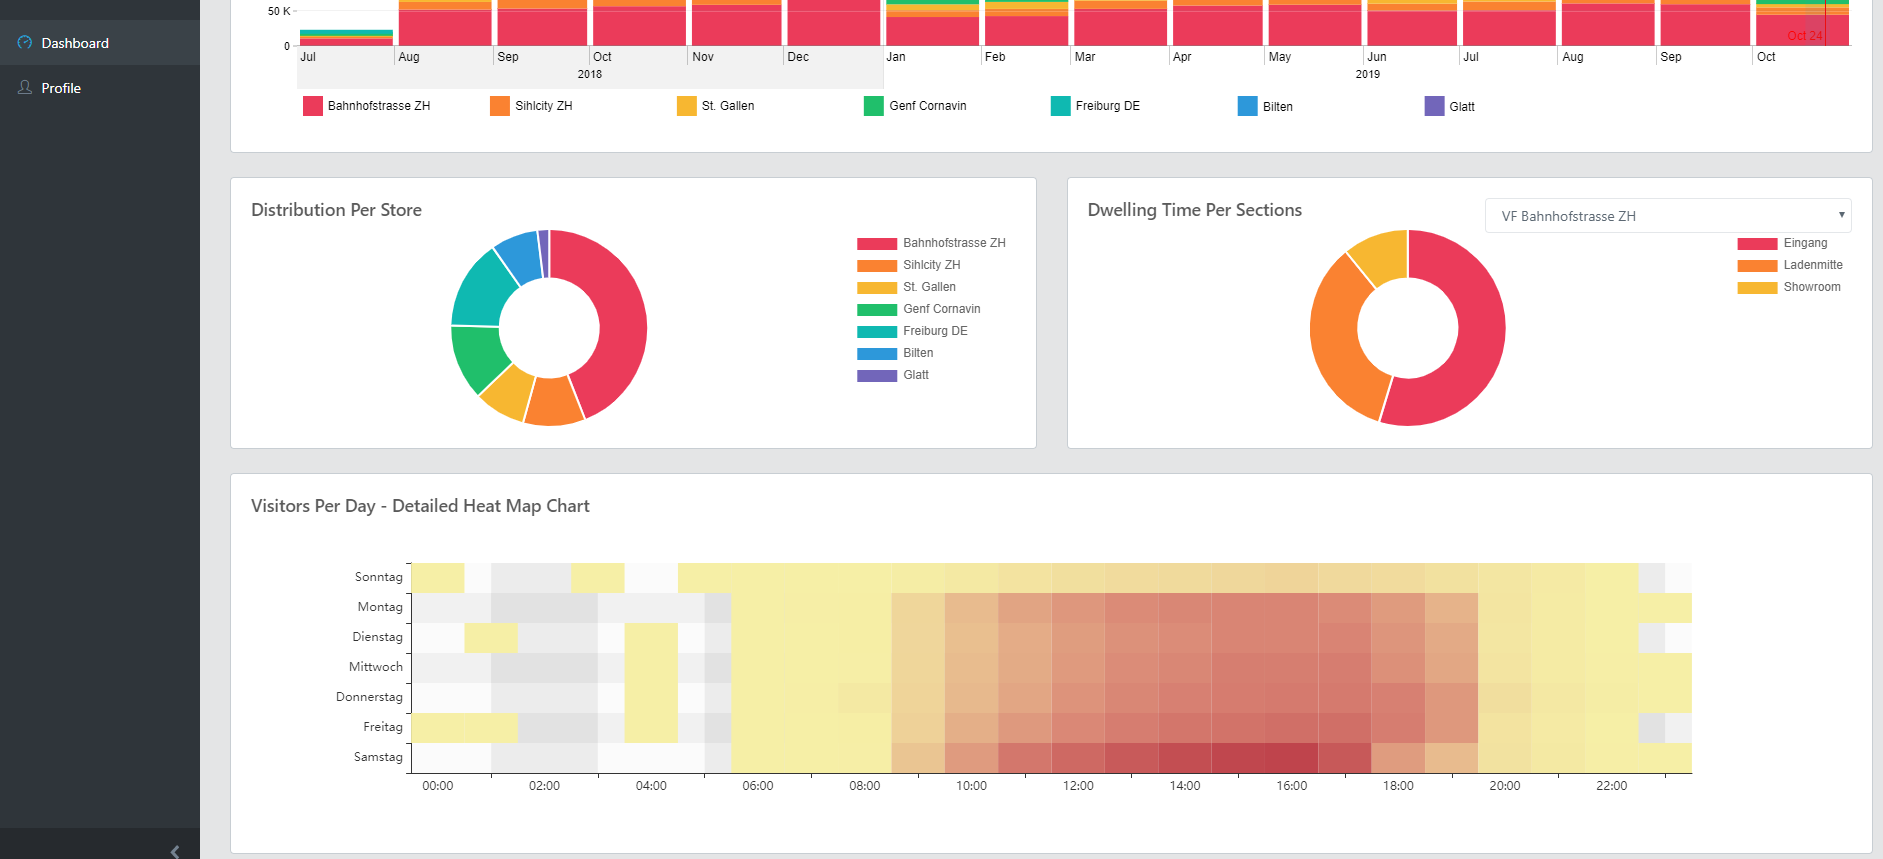 50 K
0
Oct 24
Jul Aug Sep Oct Nov Dec Jan Feb Mar Apr May Jun Jul Aug Sep Oct
2018 2019
Bahnhofstrasse ZH Sihlcity ZH St. Gallen Genf Cornavin Freiburg DE Bilten Glatt
Dashboard
Profile
Distribution Per Store
Bahnhofstrasse ZH
Sihlcity ZH
St. Gallen
Genf Cornavin
Freiburg DE
Bilten
Glatt
Dwelling Time Per Sections
VF Bahnhofstrasse ZH
Eingang
Ladenmitte
Showroom
Visitors Per Day - Detailed Heat Map Chart
Sonntag
Montag
Dienstag
Mittwoch
Donnerstag
Freitag
Samstag
00:00 02:00 04:00 06:00 08:00 10:00 12:00 14:00 16:00 18:00 20:00 22:00